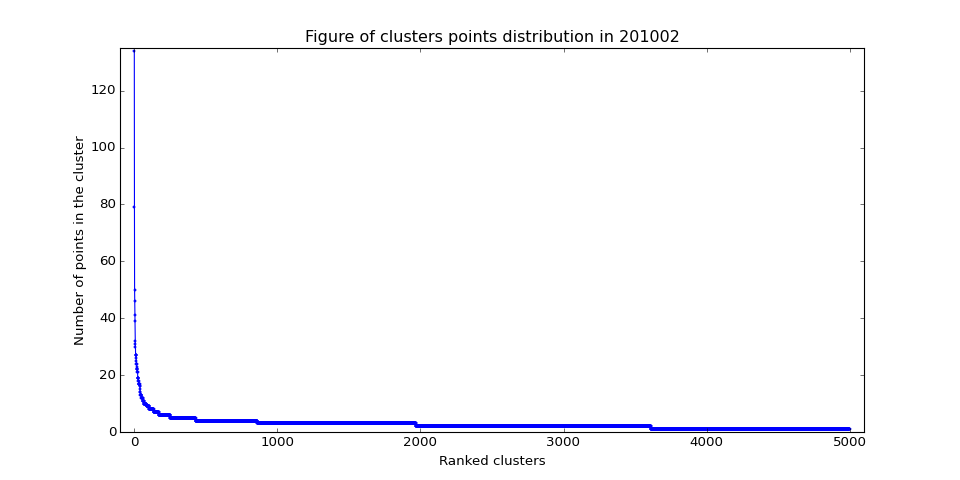 Figure of clusters points distribution in 201002
120
100
80
60
40
20
0
Number of points in the cluster
0 1000 2000 3000 4000 5000
Ranked clusters